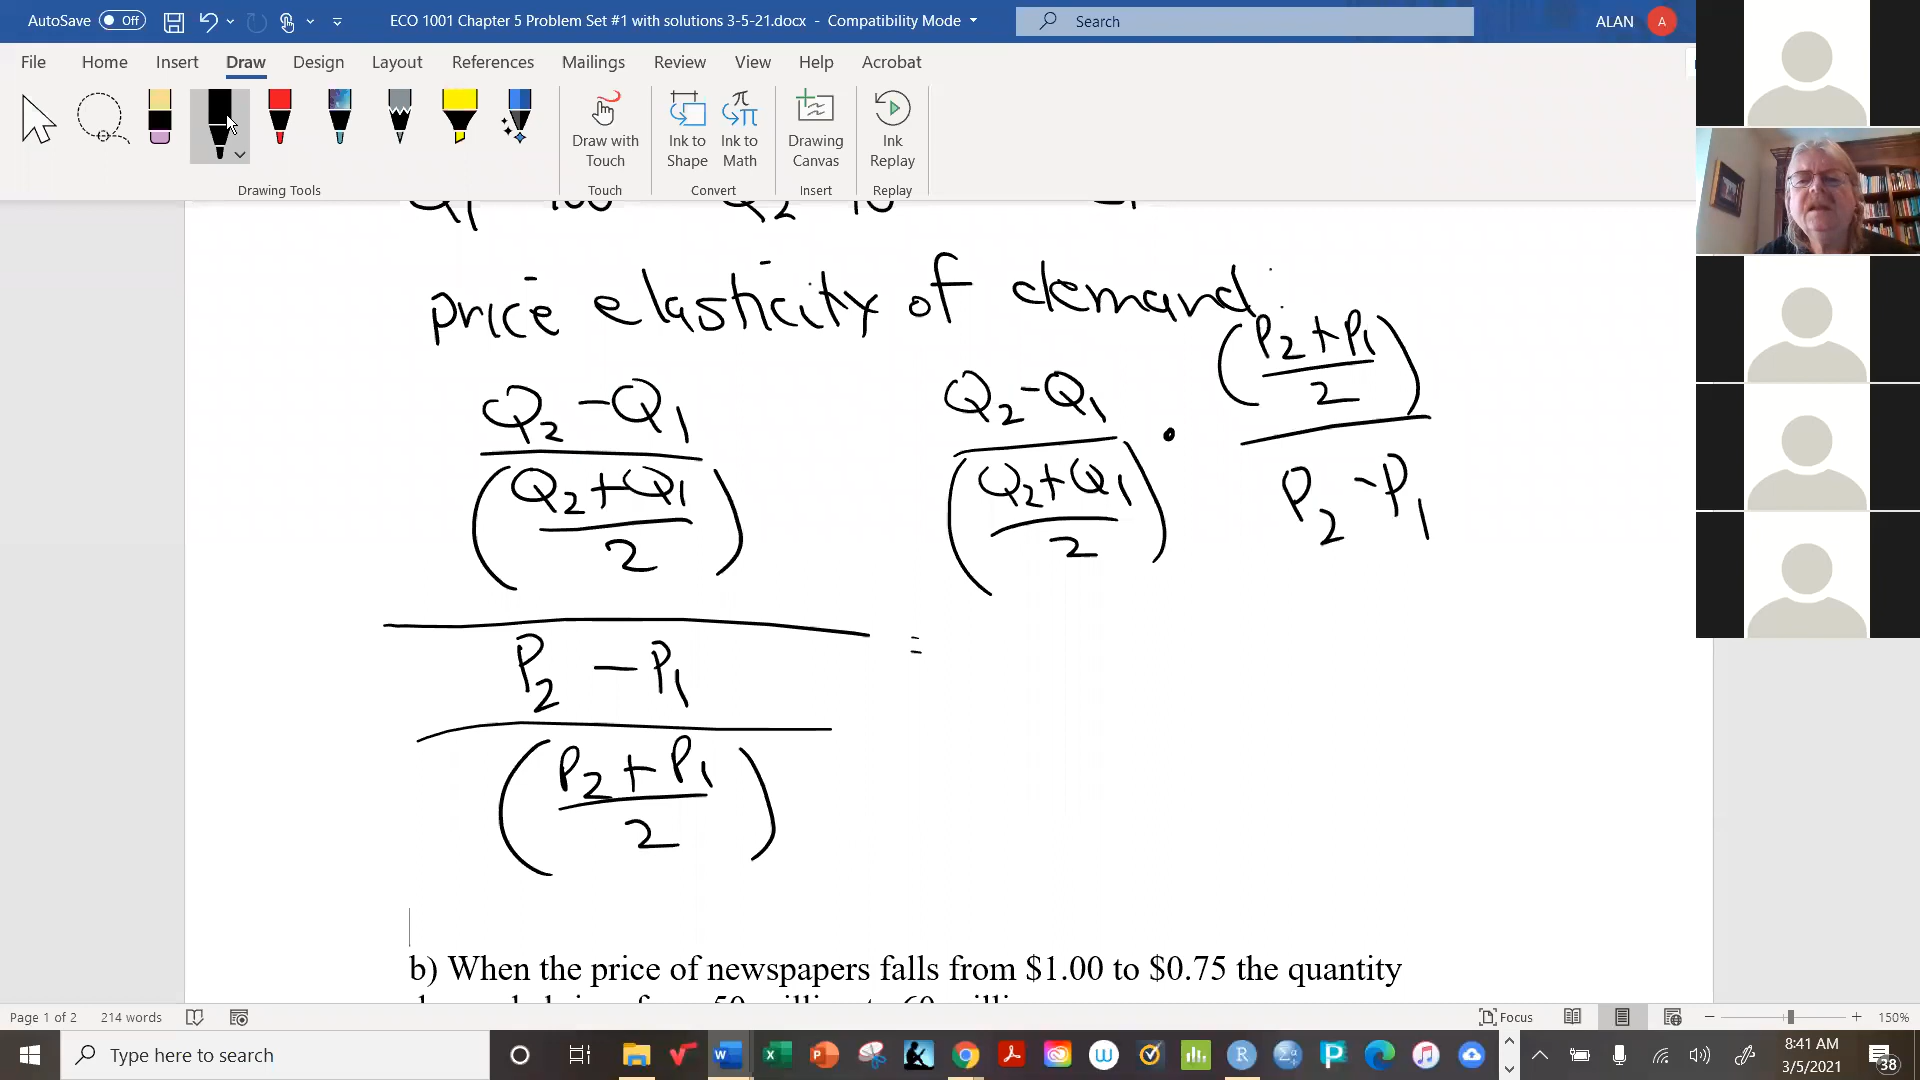 AutoSave Off ECO 1001 Chapter 5 Problem Set #1 with solutions 3-5-21.docx - Compatibility Mode Search ALAN A
File Home Insert Draw Design Layout References Mailings Review View Help Acrobat
Draw with Touch
Ink to Shape
Ink to Math
Drawing Canvas
Ink Replay
Drawing Tools Touch Convert Insert Replay
price elasticity of demand
Q2 - Q1
(Q2 + Q1
2)
P2 - P1
(P2 + P1
2)
=
Q2 - Q1
(Q2 + Q1
2)
•
(P2 + P1
2)
P2 - P1
b) When the price of newspapers falls from $1.00 to $0.75 the quantity
Page 1 of 2 214 words Focus 150%
Type here to search
8:41 AM
3/5/2021
38